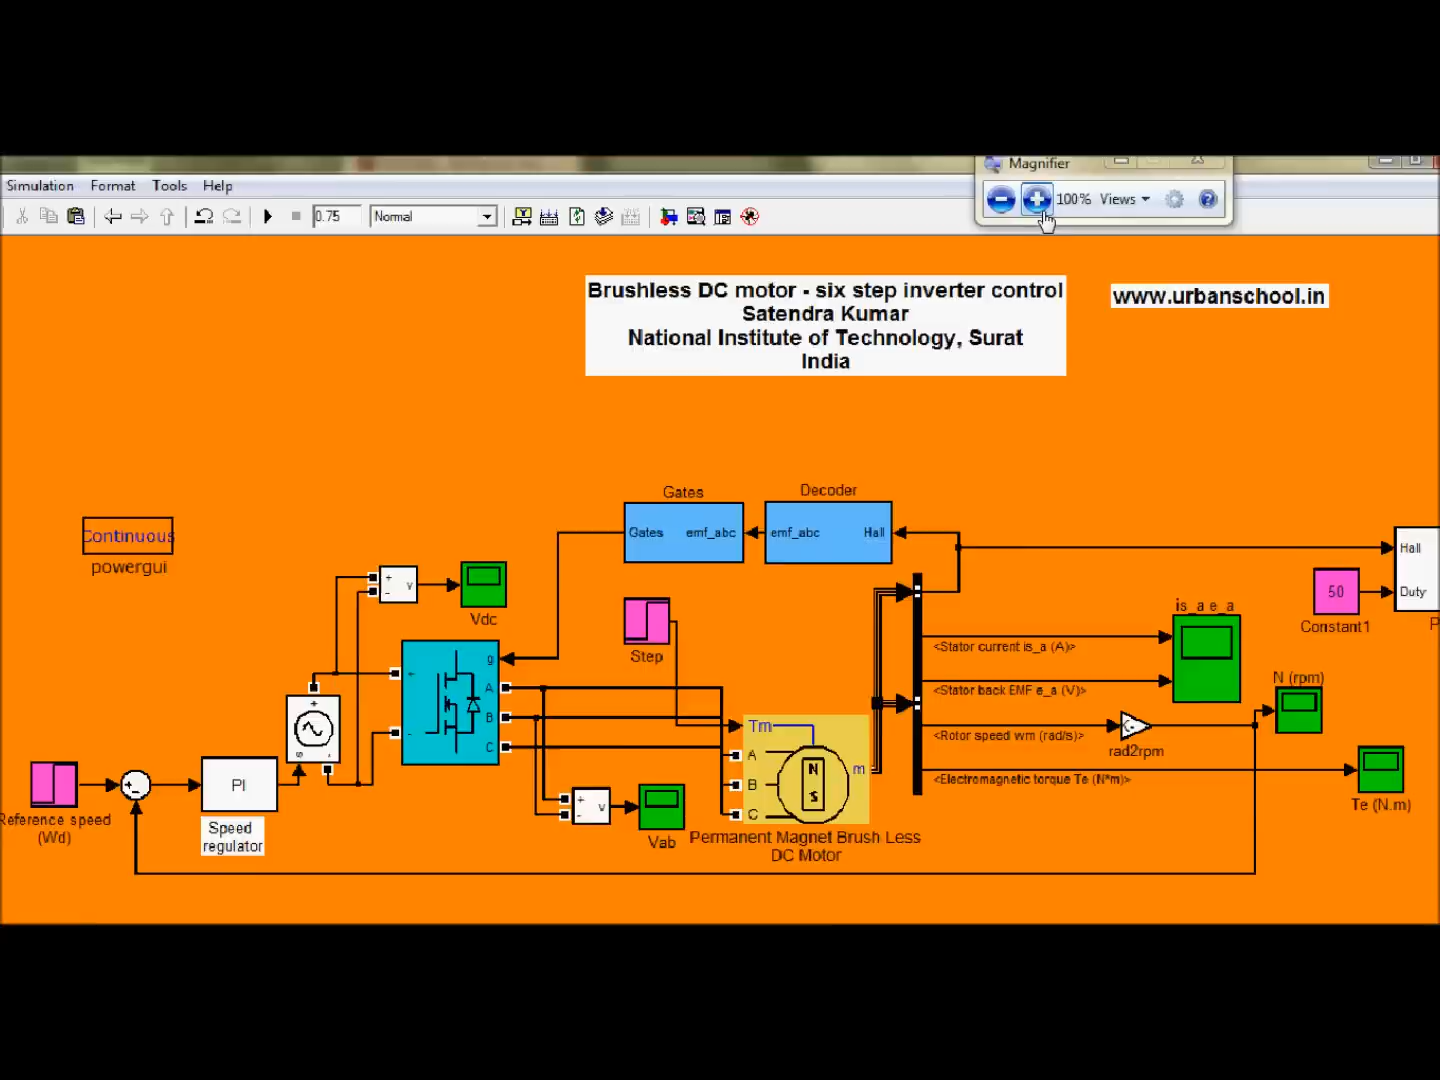 Magnifier
Simulation Format Tools Help
100% Views
0.75 Normal
Brushless DC motor - six step inverter control
Satendra Kumar
National Institute of Technology, Surat
India
www.urbanschool.in
Gates
Decoder
Gates emf_abc
emf_abc Hall
Continuous
powergui
Hall
Duty
50
Constant1
+
-
v
Vdc
is_a e_a
Step
<Stator current is_a (A)>
<Stator back EMF e_a (V)>
<Rotor speed wm (rad/s)>
<Electromagnetic torque Te (N*m)>
N (rpm)
rad2rpm
Te (N.m)
g
+
-
A
B
C
+
s
-
Tm
A
B
C
m
N
S
PI
Speed
regulator
Reference speed
(Wd)
+
-
v
Vab
Permanent Magnet Brush Less
DC Motor